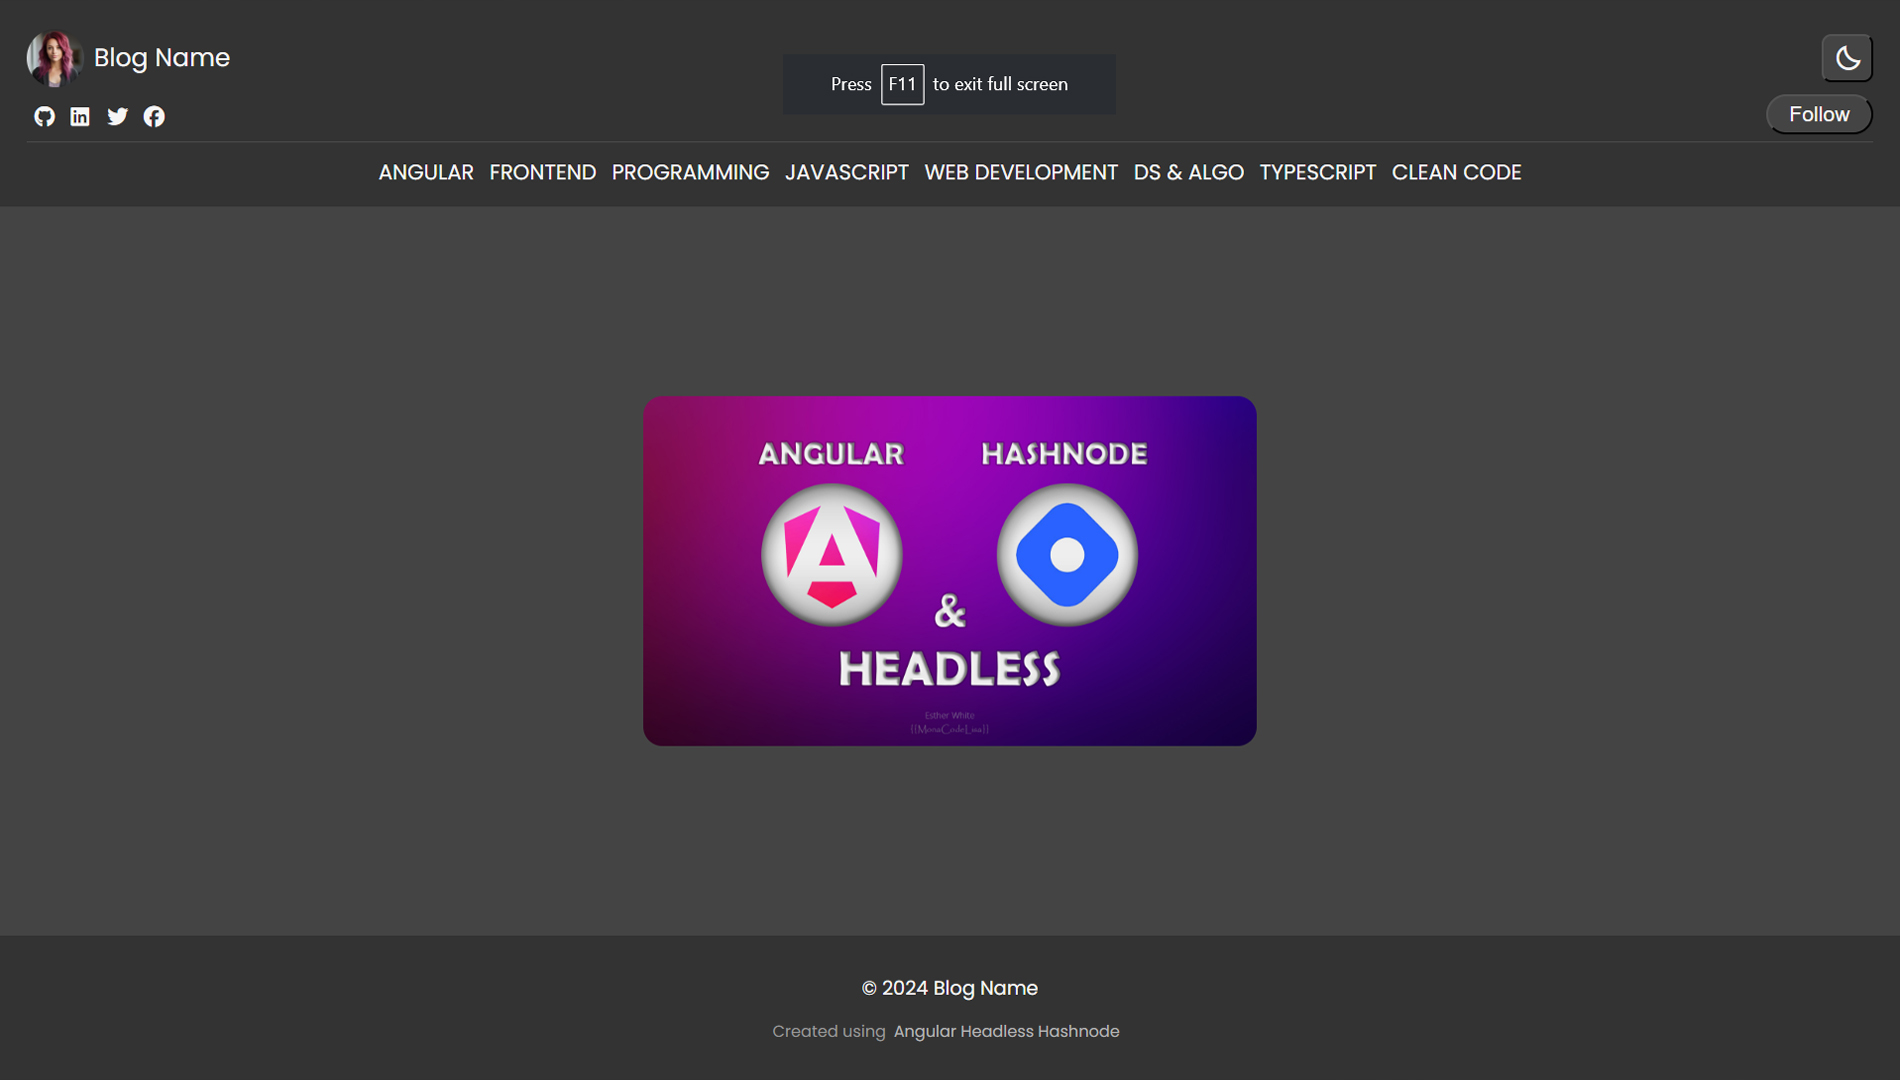 Blog Name
Press F11 to exit full screen
Follow
ANGULAR FRONTEND PROGRAMMING JAVASCRIPT WEB DEVELOPMENT DS & ALGO TYPESCRIPT CLEAN CODE
ANGULAR HASHNODE
&
HEADLESS
Esther White
{{MonaCodeLisa}}
© 2024 Blog Name
Created using Angular Headless Hashnode